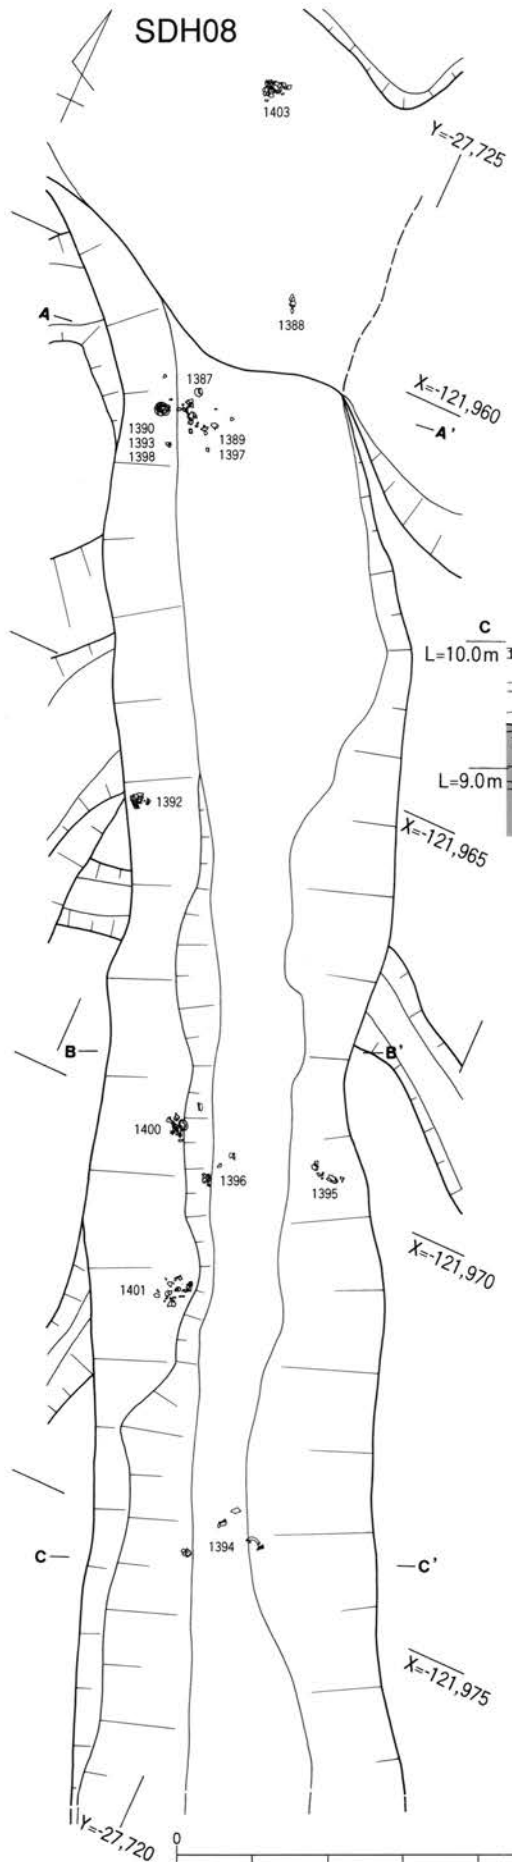 SDH08
1403
Y=-27,725
1388
A
X=-121,960
A'
1387
1390
1393
1398
1389
1397
C
L=10.0m
L=9.0m
1392
X=-121,965
B
B'
1400
1396
1395
X=-121,970
1401
1394
C
C'
X=-121,975
Y=-27,720
0